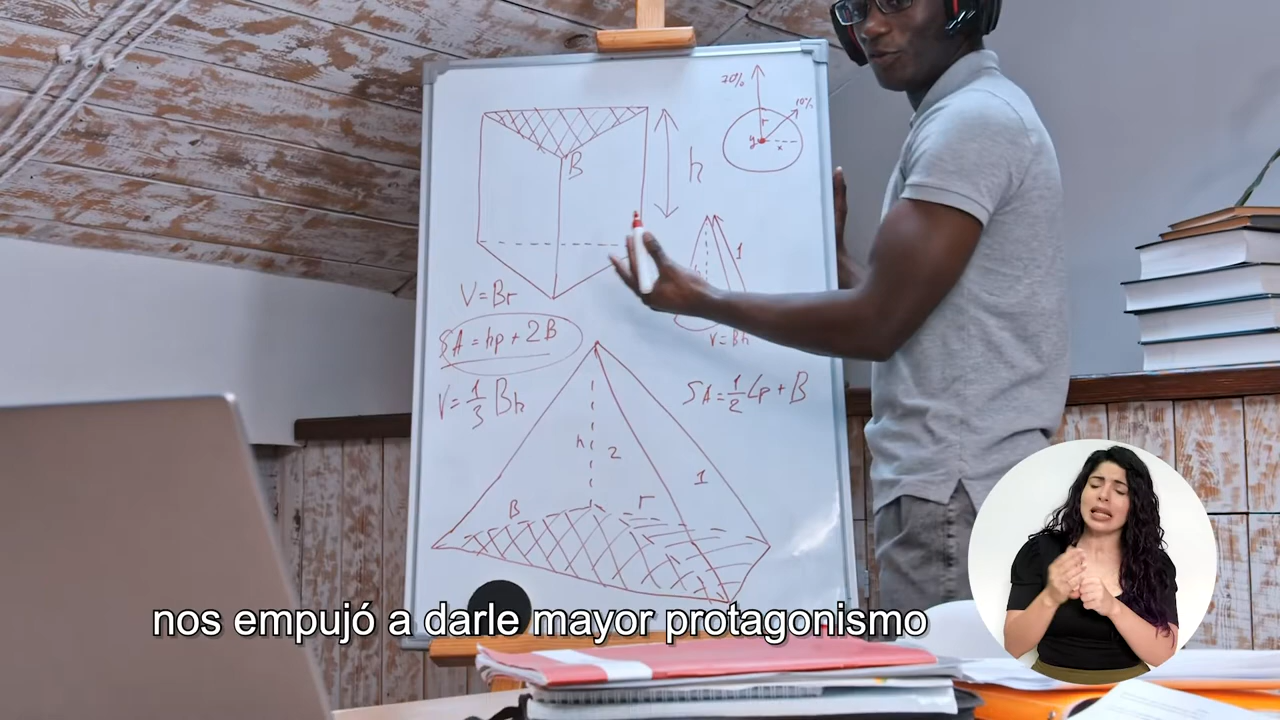 20%
10%
r
y
x
B
h
1
V=Br
SA=hp+2B
V=Bh
V=1/3 Bh
SA=1/2 Lp+B
h
2
1
B
r
nos empujó a darle mayor protagonismo